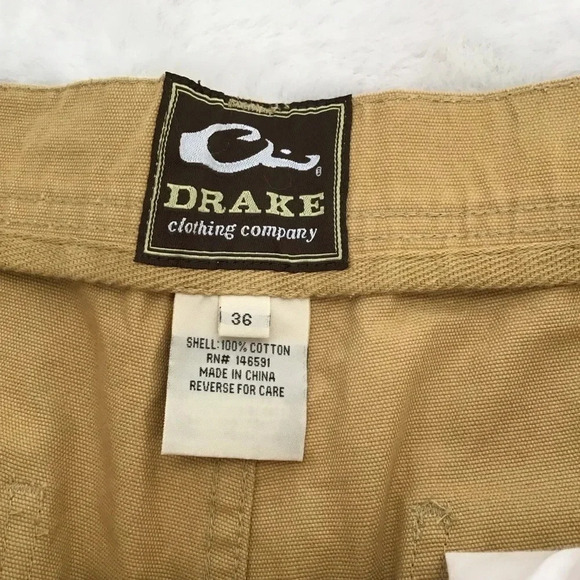 DRAKE
clothing company
36
SHELL: 100% COTTON
RN# 146591
MADE IN CHINA
REVERSE FOR CARE